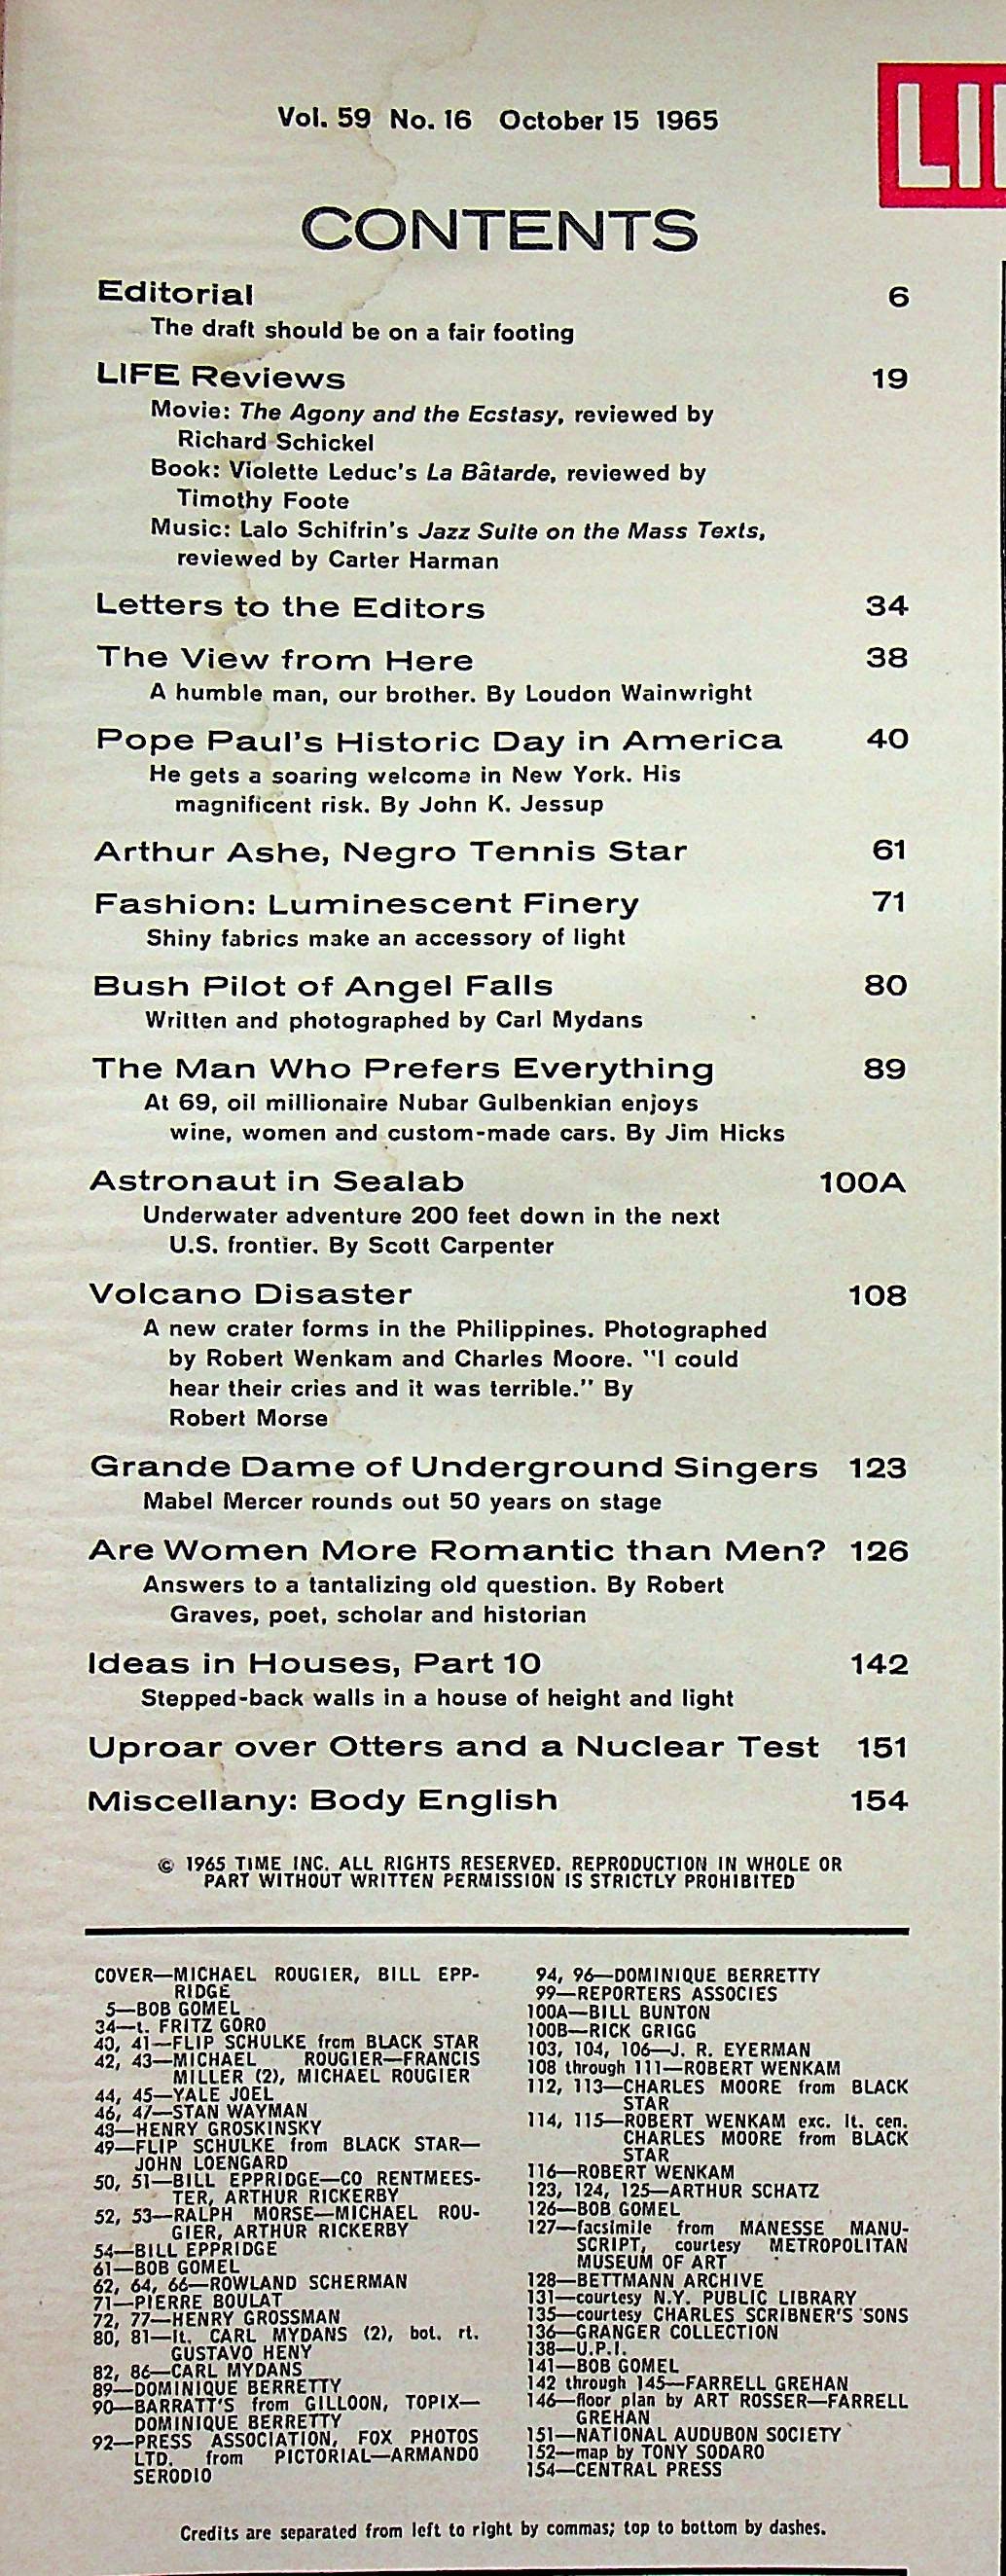 Vol. 59 No. 16 October 15 1965
LI
CONTENTS
Editorial 6
The draft should be on a fair footing
LIFE Reviews 19
Movie: The Agony and the Ecstasy, reviewed by
Richard Schickel
Book: Violette Leduc's La Bâtarde, reviewed by
Timothy Foote
Music: Lalo Schifrin's Jazz Suite on the Mass Texts,
reviewed by Carter Harman
Letters to the Editors 34
The View from Here 38
A humble man, our brother. By Loudon Wainwright
Pope Paul's Historic Day in America 40
He gets a soaring welcome in New York. His
magnificent risk. By John K. Jessup
Arthur Ashe, Negro Tennis Star 61
Fashion: Luminescent Finery 71
Shiny fabrics make an accessory of light
Bush Pilot of Angel Falls 80
Written and photographed by Carl Mydans
The Man Who Prefers Everything 89
At 69, oil millionaire Nubar Gulbenkian enjoys
wine, women and custom-made cars. By Jim Hicks
Astronaut in Sealab 100A
Underwater adventure 200 feet down in the next
U.S. frontier. By Scott Carpenter
Volcano Disaster 108
A new crater forms in the Philippines. Photographed
by Robert Wenkam and Charles Moore. "I could
hear their cries and it was terrible." By
Robert Morse
Grande Dame of Underground Singers 123
Mabel Mercer rounds out 50 years on stage
Are Women More Romantic than Men? 126
Answers to a tantalizing old question. By Robert
Graves, poet, scholar and historian
Ideas in Houses, Part 10 142
Stepped-back walls in a house of height and light
Uproar over Otters and a Nuclear Test 151
Miscellany: Body English 154
© 1965 TIME INC. ALL RIGHTS RESERVED. REPRODUCTION IN WHOLE OR
PART WITHOUT WRITTEN PERMISSION IS STRICTLY PROHIBITED
COVER—MICHAEL ROUGIER, BILL EPP-
RIDGE
5—BOB GOMEL
34—t. FRITZ GORO
40, 41—FLIP SCHULKE from BLACK STAR
42, 43—MICHAEL ROUGIER—FRANCIS
MILLER (2), MICHAEL ROUGIER
44, 45—YALE JOEL
46, 47—STAN WAYMAN
48—HENRY GROSKINSKY
49—FLIP SCHULKE from BLACK STAR—
JOHN LOENGARD
50, 51—BILL EPPRIDGE—CO RENTMEES-
TER, ARTHUR RICKERBY
52, 53—RALPH MORSE—MICHAEL ROU-
GIER, ARTHUR RICKERBY
54—BILL EPPRIDGE
61—BOB GOMEL
62, 64, 66—ROWLAND SCHERMAN
71—PIERRE BOULAT
72, 77—HENRY GROSSMAN
80, 81—lt. CARL MYDANS (2), bot. rt.
GUSTAVO HENY
82, 86—CARL MYDANS
89—DOMINIQUE BERRETTY
90—BARRATT'S from GILLOON, TOPIX—
DOMINIQUE BERRETTY
92—PRESS ASSOCIATION, FOX PHOTOS
LTD. from PICTORIAL—ARMANDO
SERODIO
94, 96—DOMINIQUE BERRETTY
99—REPORTERS ASSOCIES
100A—BILL BUNTON
100B—RICK GRIGG
103, 104, 106—J. R. EYERMAN
108 through 111—ROBERT WENKAM
112, 113—CHARLES MOORE from BLACK
STAR
114, 115—ROBERT WENKAM exc. lt. cen.
CHARLES MOORE from BLACK
STAR
116—ROBERT WENKAM
123, 124, 125—ARTHUR SCHATZ
126—BOB GOMEL
127—facsimile from MANESSE MANU-
SCRIPT, courtesy METROPOLITAN
MUSEUM OF ART
128—BETTMANN ARCHIVE
131—courtesy N.Y. PUBLIC LIBRARY
135—courtesy CHARLES SCRIBNER'S SONS
136—GRANGER COLLECTION
138—U.P.I.
141—BOB GOMEL
142 through 145—FARRELL GREHAN
146—floor plan by ART ROSSER—FARRELL
GREHAN
151—NATIONAL AUDUBON SOCIETY
152—map by TONY SODARO
154—CENTRAL PRESS
Credits are separated from left to right by commas; top to bottom by dashes.